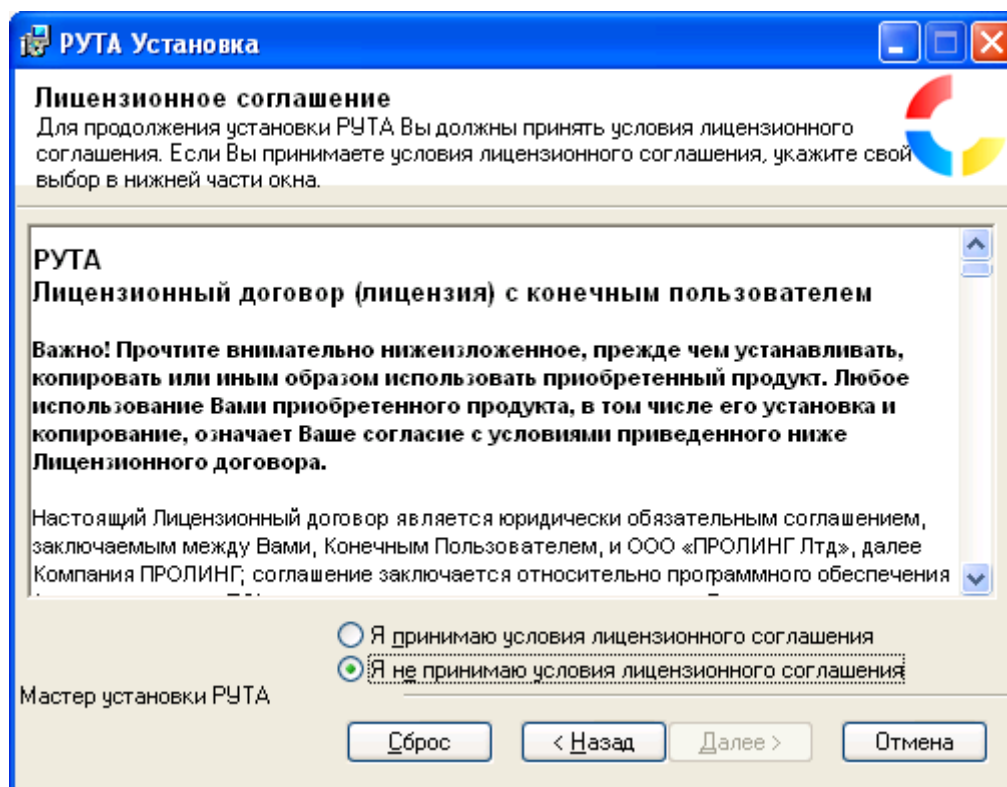 РУТА Установка
Лицензионное соглашение
Для продолжения установки РУТА Вы должны принять условия лицензионного
соглашения. Если Вы принимаете условия лицензионного соглашения, укажите свой
выбор в нижней части окна.
РУТА
Лицензионный договор (лицензия) с конечным пользователем
Важно! Прочтите внимательно нижеизложенное, прежде чем устанавливать,
копировать или иным образом использовать приобретенный продукт. Любое
использование Вами приобретенного продукта, в том числе его установка и
копирование, означает Ваше согласие с условиями приведенного ниже
Лицензионного договора.
Настоящий Лицензионный договор является юридически обязательным соглашением,
заключаемым между Вами, Конечным Пользователем, и ООО «ПРОЛИНГ Лтд», далее
Компания ПРОЛИНГ; соглашение заключается относительно программного обеспечения
Я принимаю условия лицензионного соглашения
Я не принимаю условия лицензионного соглашения
Мастер установки РУТА
Сброс
< Назад
Далее >
Отмена